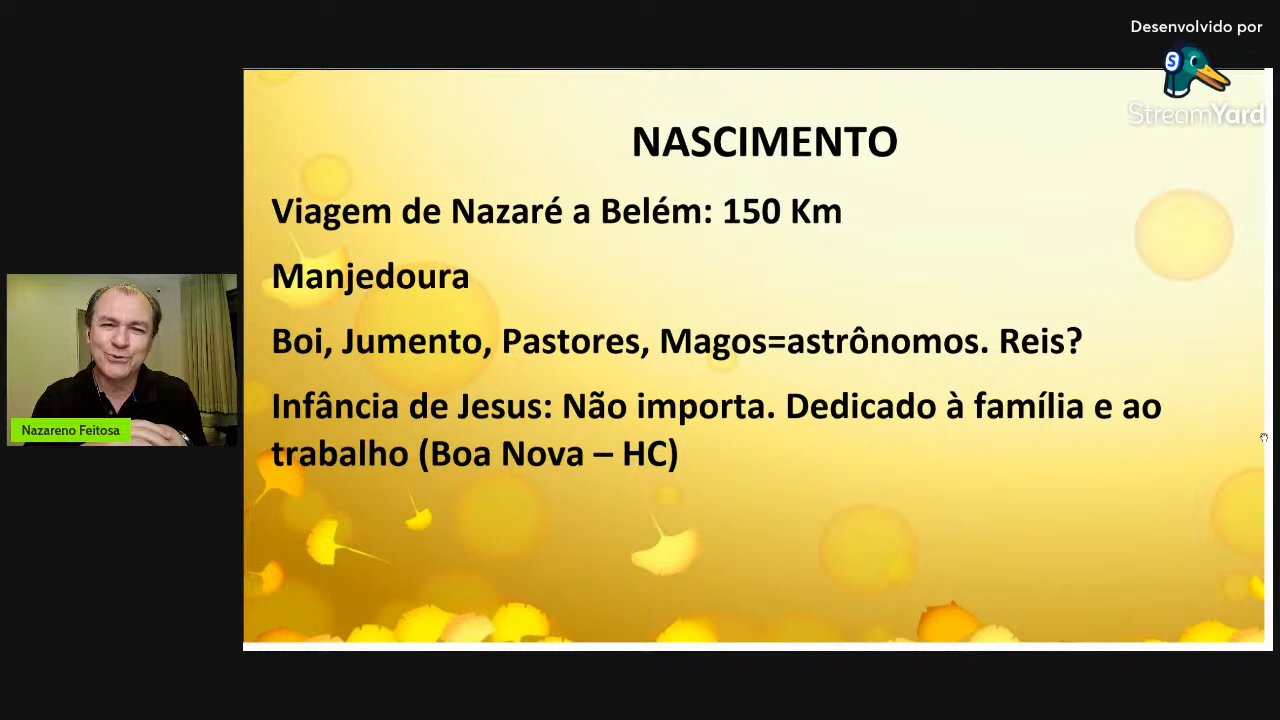 Desenvolvido por
StreamYard
NASCIMENTO
Viagem de Nazaré a Belém: 150 Km
Manjedoura
Boi, Jumento, Pastores, Magos=astrônomos. Reis?
Infância de Jesus: Não importa. Dedicado à família e ao
trabalho (Boa Nova – HC)
Nazareno Feitosa